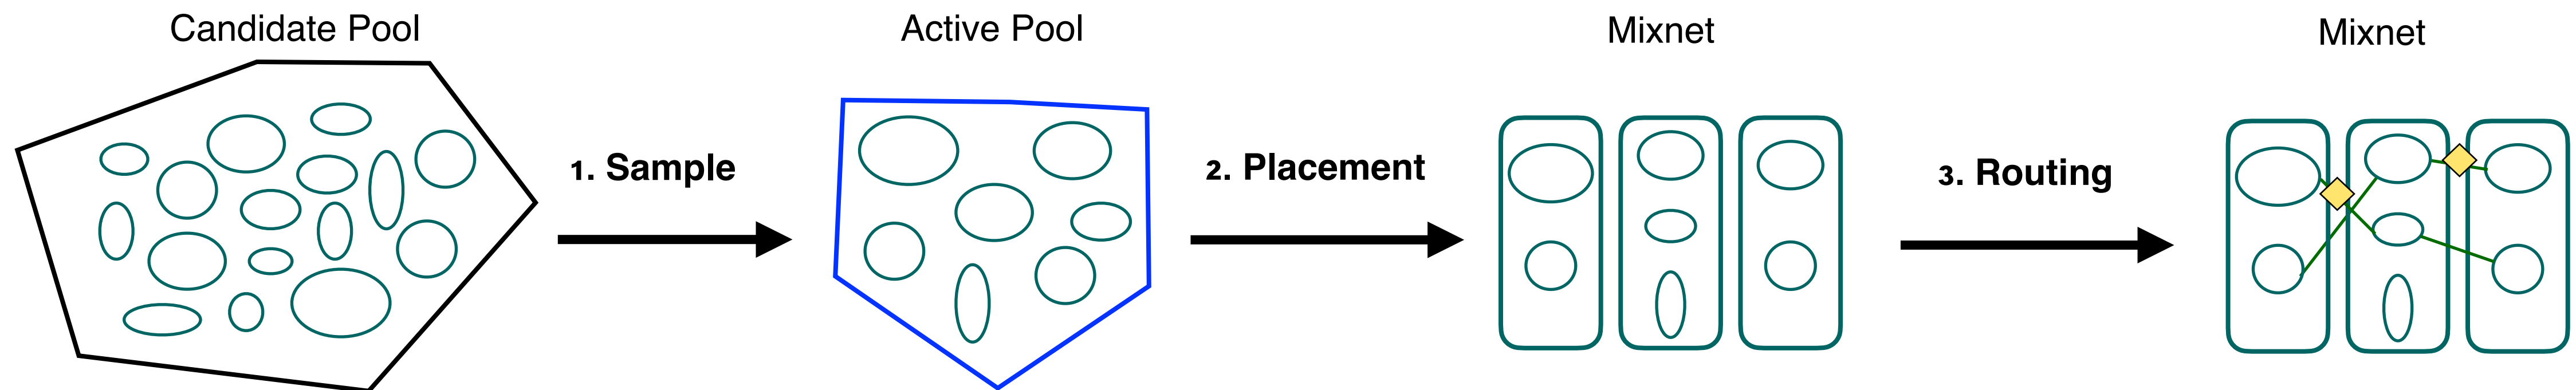 Candidate Pool
1. Sample
Active Pool
2. Placement
Mixnet
3. Routing
Mixnet